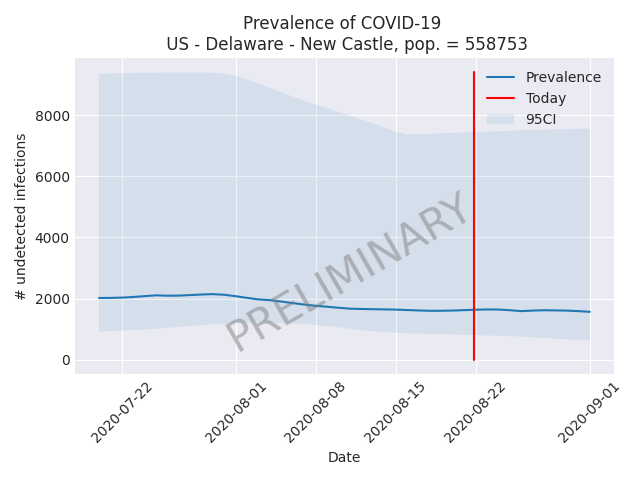 Prevalence of COVID-19
US - Delaware - New Castle, pop. = 558753
# undetected infections
8000
6000
4000
2000
0
Prevalence
Today
95CI
PRELIMINARY
2020-07-22
2020-08-01
2020-08-08
2020-08-15
2020-08-22
2020-09-01
Date